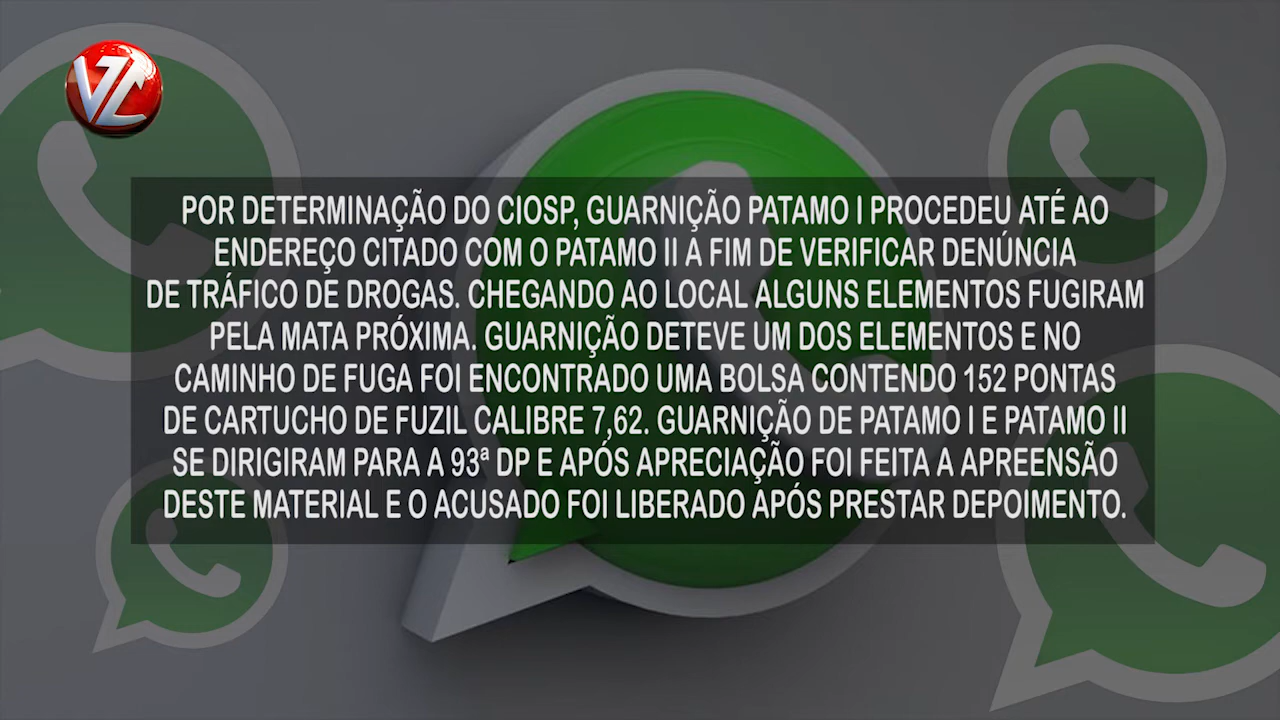 VZ
POR DETERMINAÇÃO DO CIOSP, GUARNIÇÃO PATAMO I PROCEDEU ATÉ AO
ENDEREÇO CITADO COM O PATAMO II A FIM DE VERIFICAR DENÚNCIA
DE TRÁFICO DE DROGAS. CHEGANDO AO LOCAL ALGUNS ELEMENTOS FUGIRAM
PELA MATA PRÓXIMA. GUARNIÇÃO DETEVE UM DOS ELEMENTOS E NO
CAMINHO DE FUGA FOI ENCONTRADO UMA BOLSA CONTENDO 152 PONTAS
DE CARTUCHO DE FUZIL CALIBRE 7,62. GUARNIÇÃO DE PATAMO I E PATAMO II
SE DIRIGIRAM PARA A 93ª DP E APÓS APRECIAÇÃO FOI FEITA A APREENSÃO
DESTE MATERIAL E O ACUSADO FOI LIBERADO APÓS PRESTAR DEPOIMENTO.